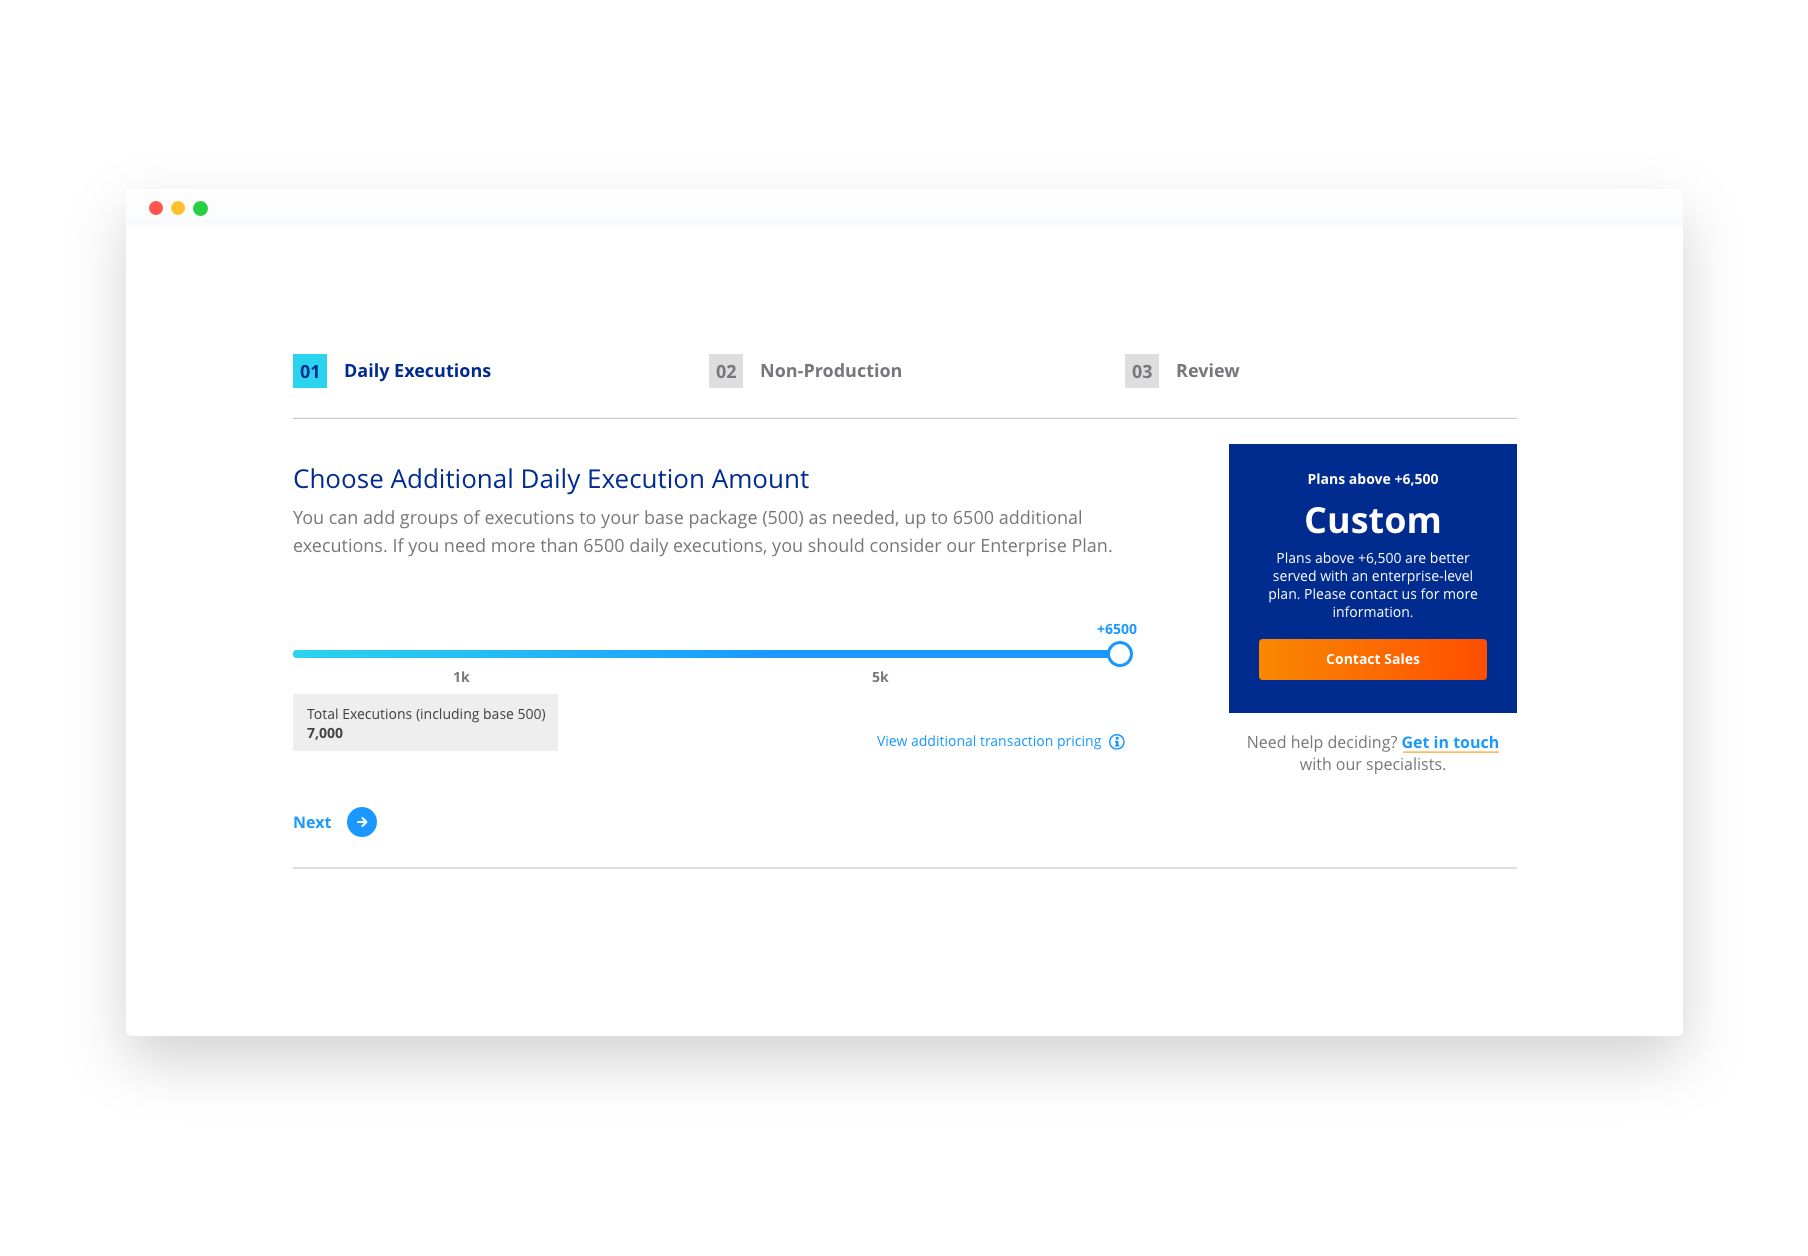 01 Daily Executions
02 Non-Production
03 Review
Choose Additional Daily Execution Amount
You can add groups of executions to your base package (500) as needed, up to 6500 additional
executions. If you need more than 6500 daily executions, you should consider our Enterprise Plan.
+6500
1k
5k
Total Executions (including base 500)
7,000
View additional transaction pricing
Next
Plans above +6,500
Custom
Plans above +6,500 are better
served with an enterprise-level
plan. Please contact us for more
information.
Contact Sales
Need help deciding? Get in touch
with our specialists.